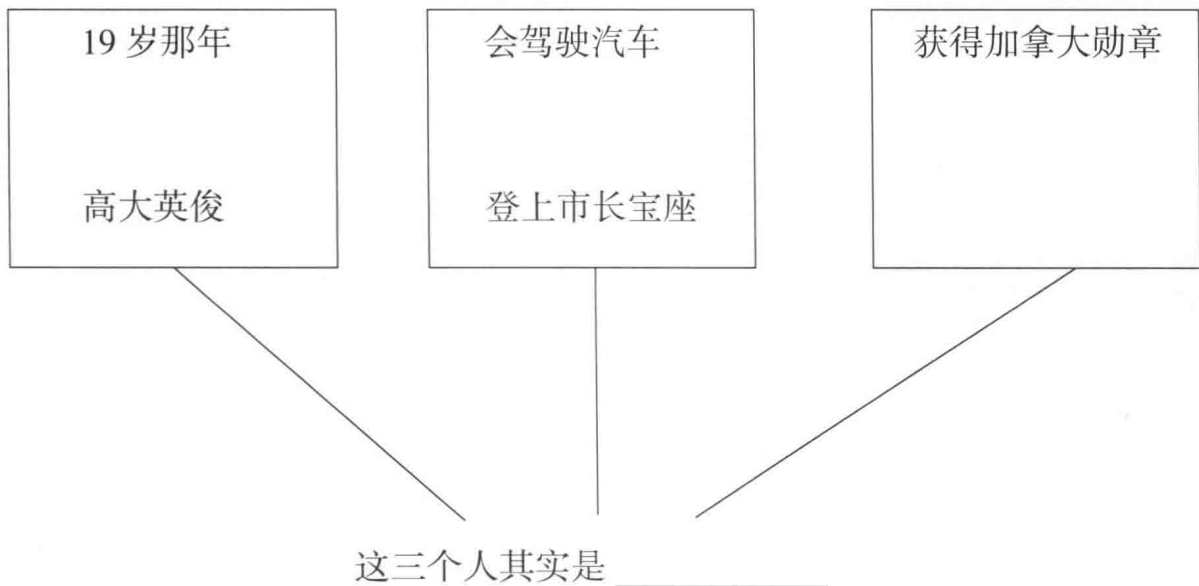 19 岁那年
高大英俊
会驾驶汽车
登上市长宝座
获得加拿大勋章
这三个人其实是